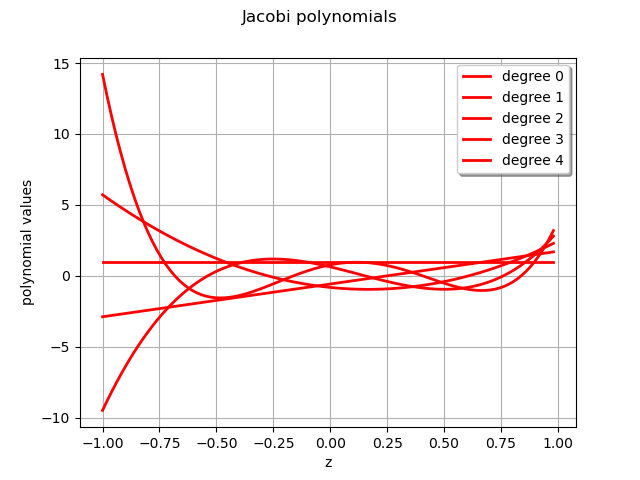 Jacobi polynomials
15
10
5
0
−5
−10
polynomial values
degree 0
degree 1
degree 2
degree 3
degree 4
−1.00 −0.75 −0.50 −0.25 0.00 0.25 0.50 0.75 1.00
z